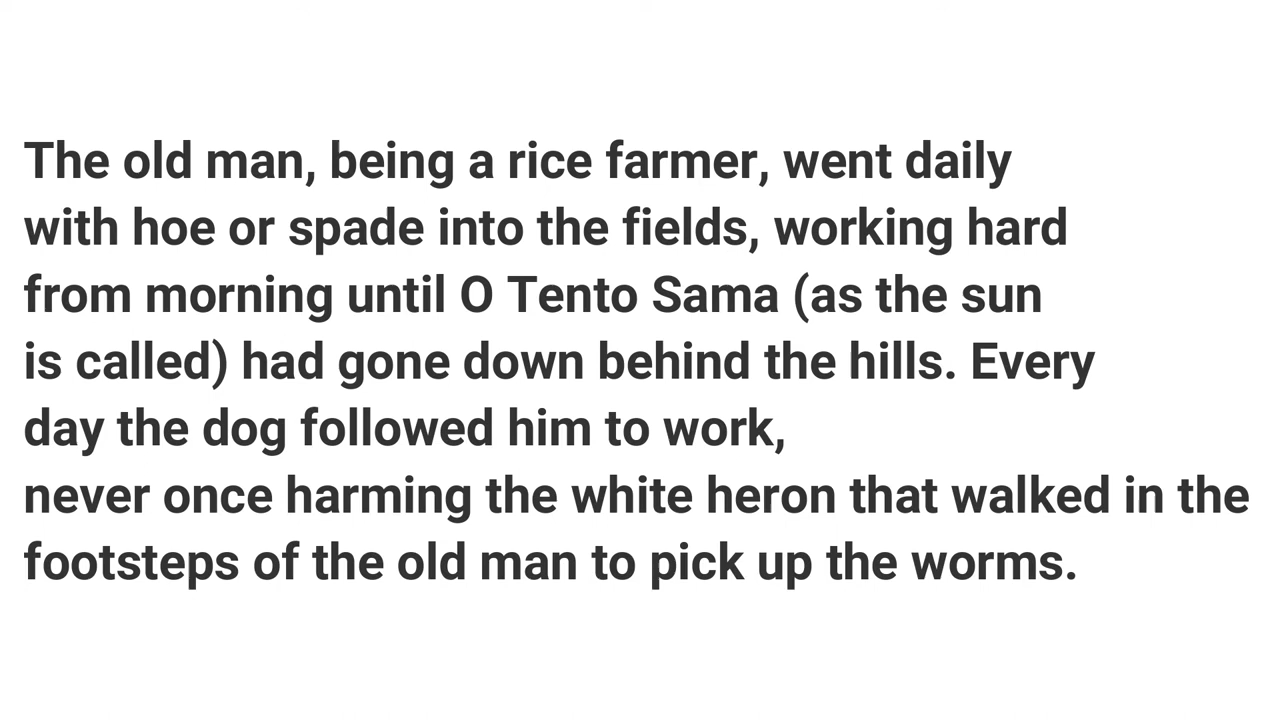 The old man, being a rice farmer, went daily
with hoe or spade into the fields, working hard
from morning until O Tento Sama (as the sun
is called) had gone down behind the hills. Every
day the dog followed him to work,
never once harming the white heron that walked in the
footsteps of the old man to pick up the worms.